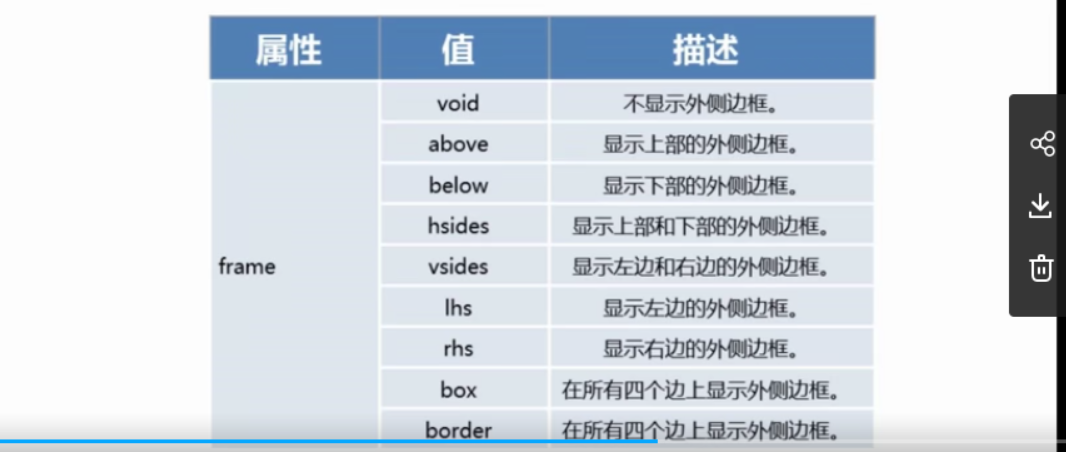 属性 值 描述
void 不显示外侧边框。
above 显示上部的外侧边框。
below 显示下部的外侧边框。
hsides 显示上部和下部的外侧边框。
frame vsides 显示左边和右边的外侧边框。
lhs 显示左边的外侧边框。
rhs 显示右边的外侧边框。
box 在所有四个边上显示外侧边框。
border 在所有四个边上显示外侧边框。